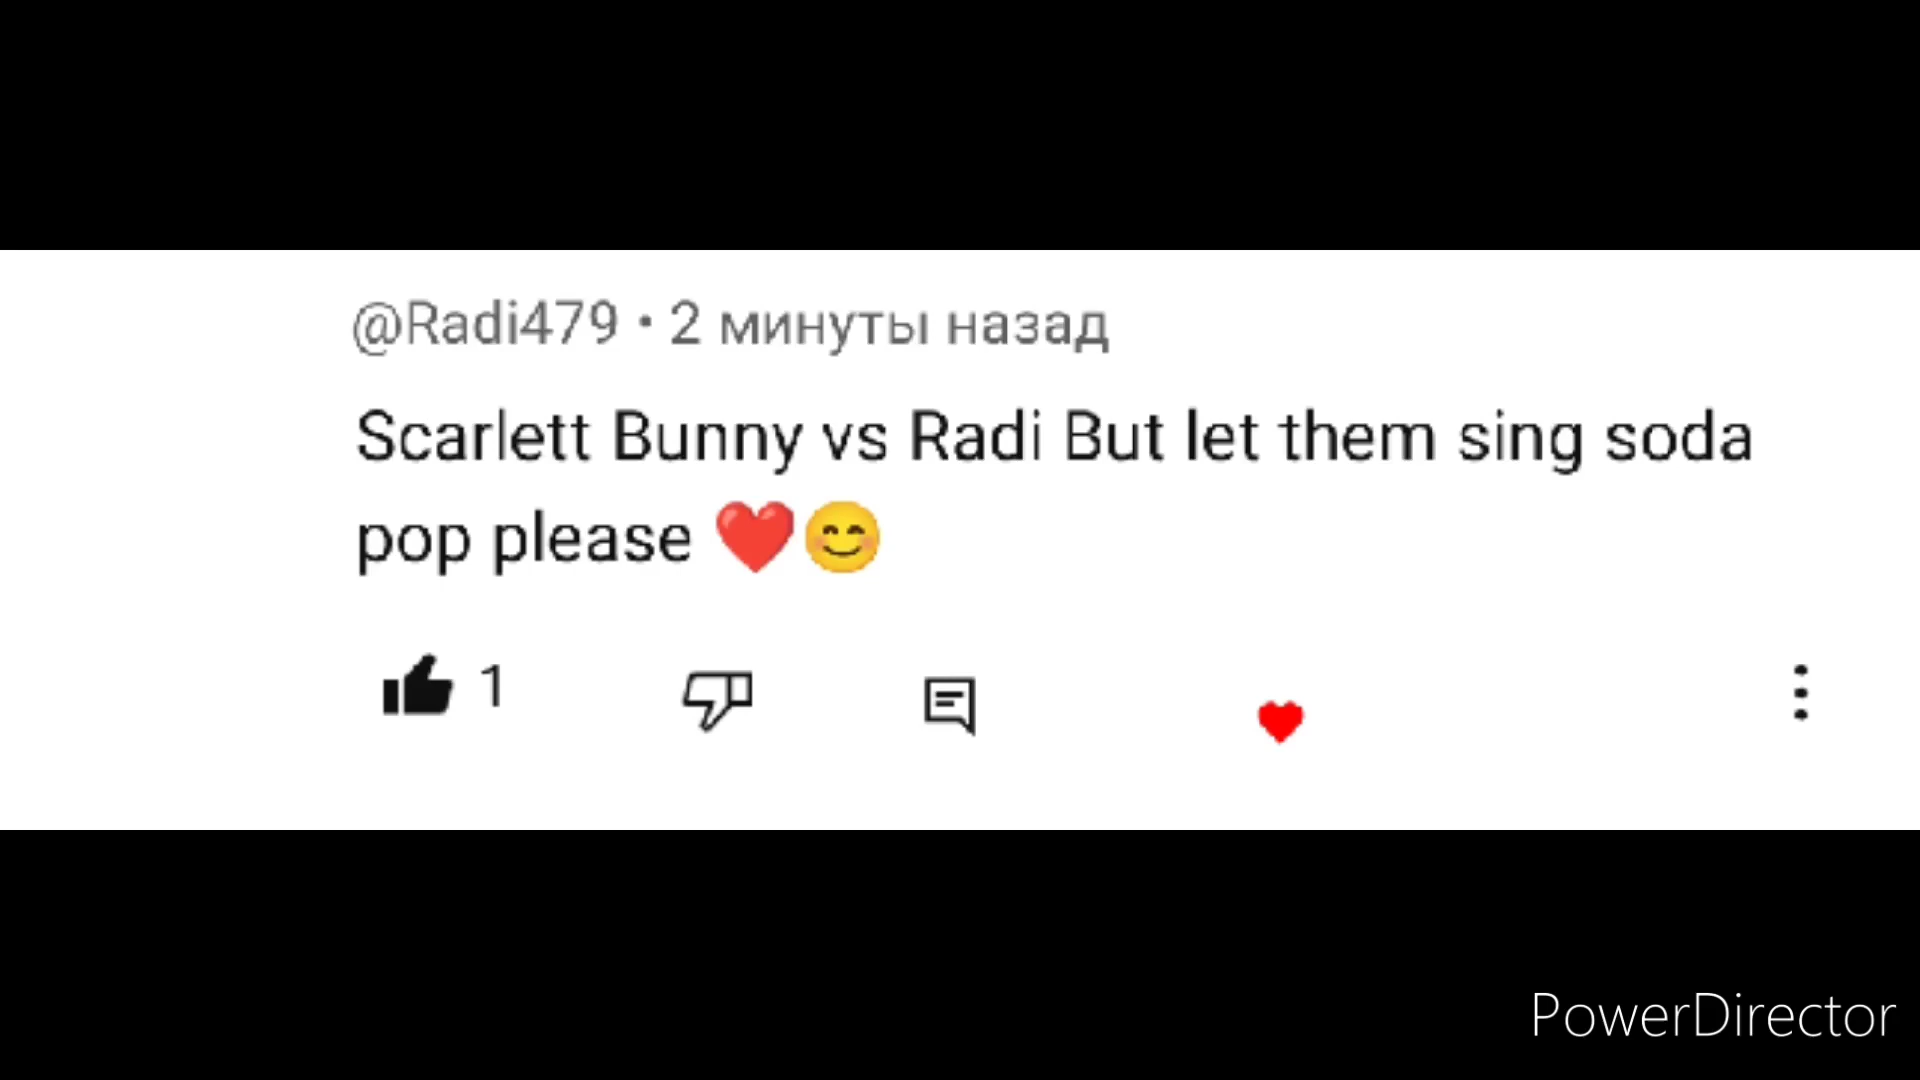 @Radi479 • 2 минуты назад
Scarlett Bunny vs Radi But let them sing soda
pop please ❤️😊
1
PowerDirector